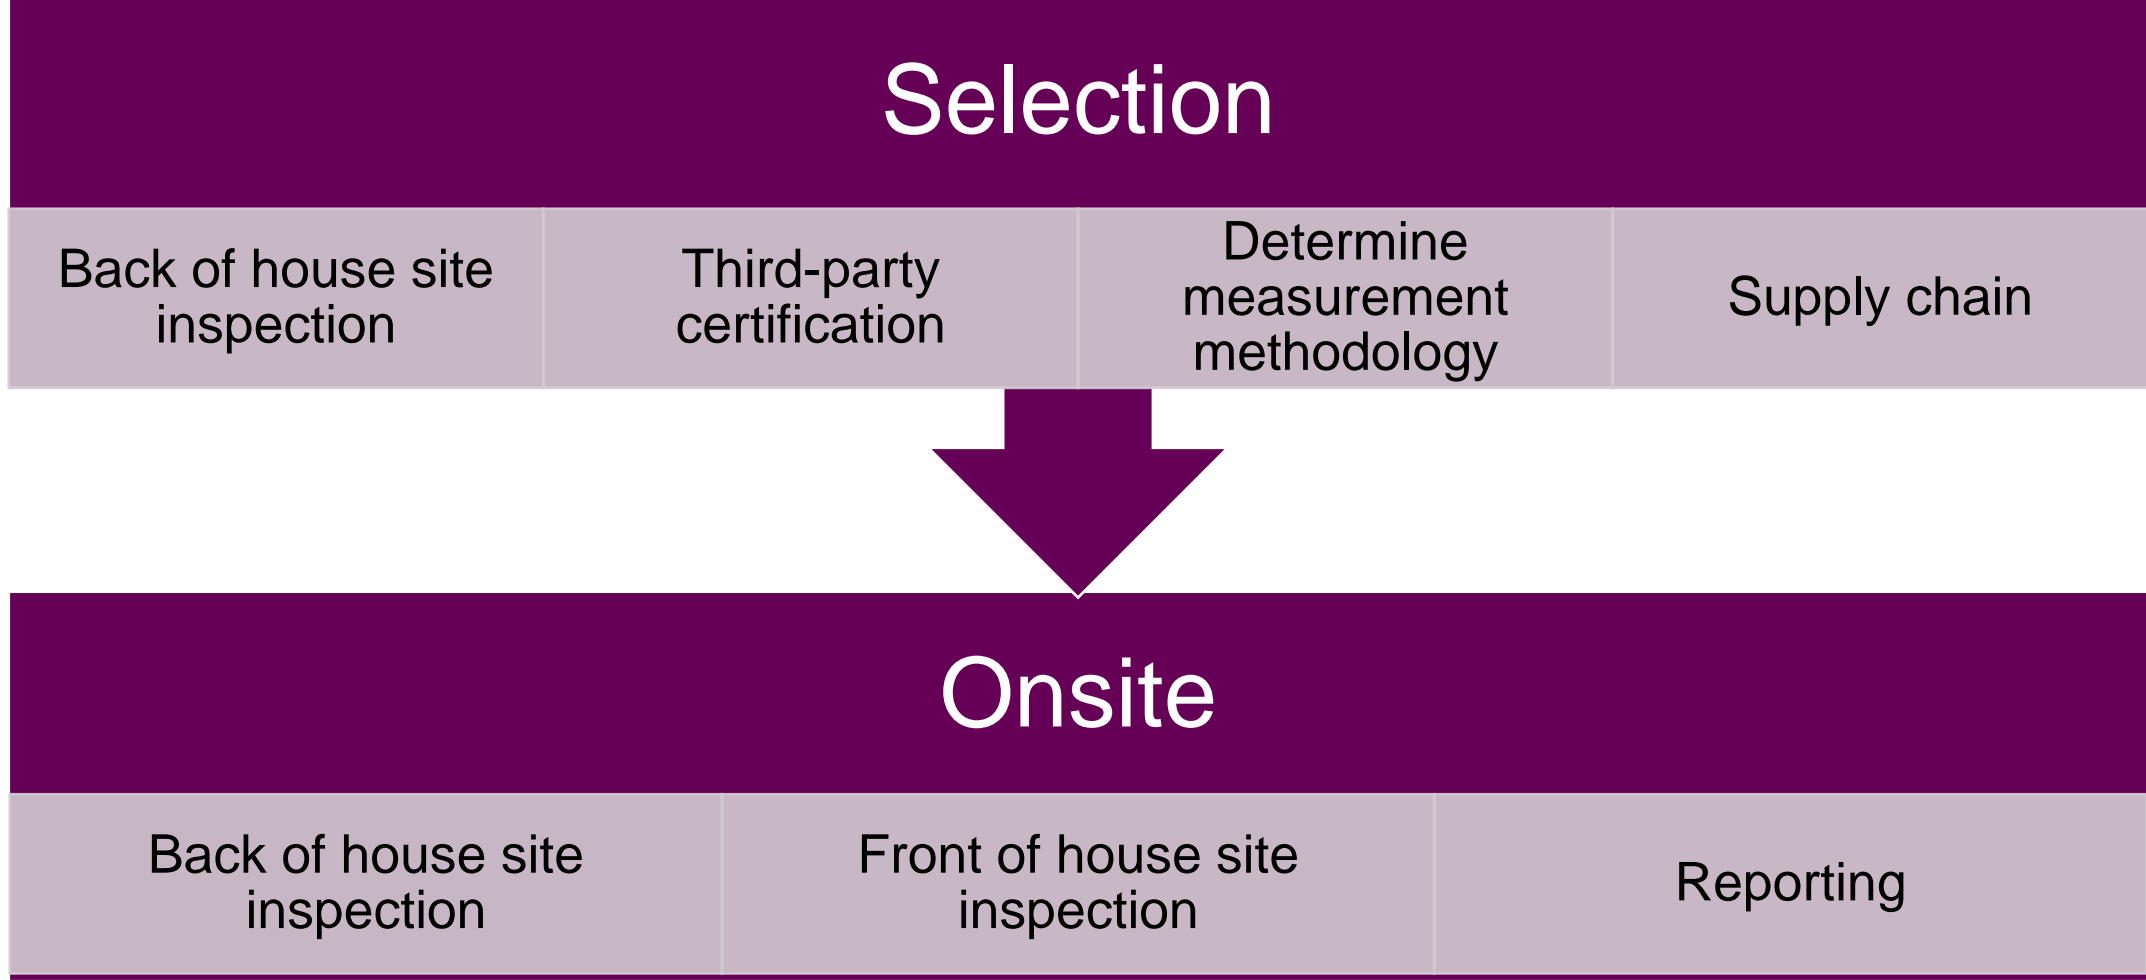 Selection
Back of house site
inspection
Third-party
certification
Determine
measurement
methodology
Supply chain
Onsite
Back of house site
inspection
Front of house site
inspection
Reporting